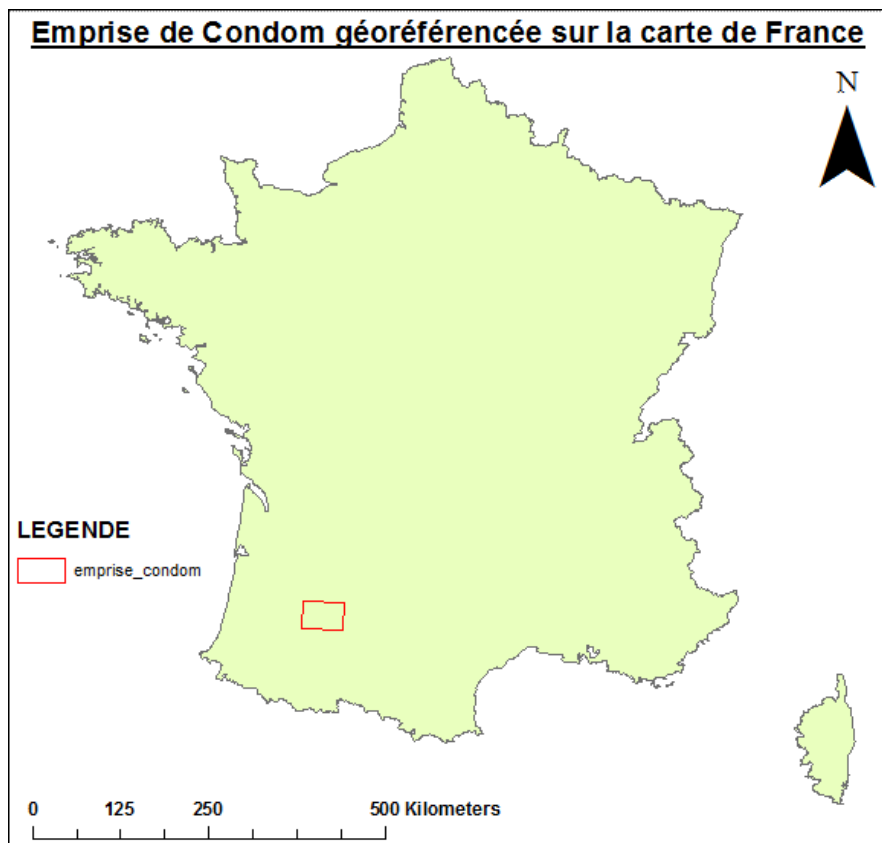 Emprise de Condom géoréférencée sur la carte de France
N
LEGENDE
emprise_condom
0 125 250 500 Kilometers